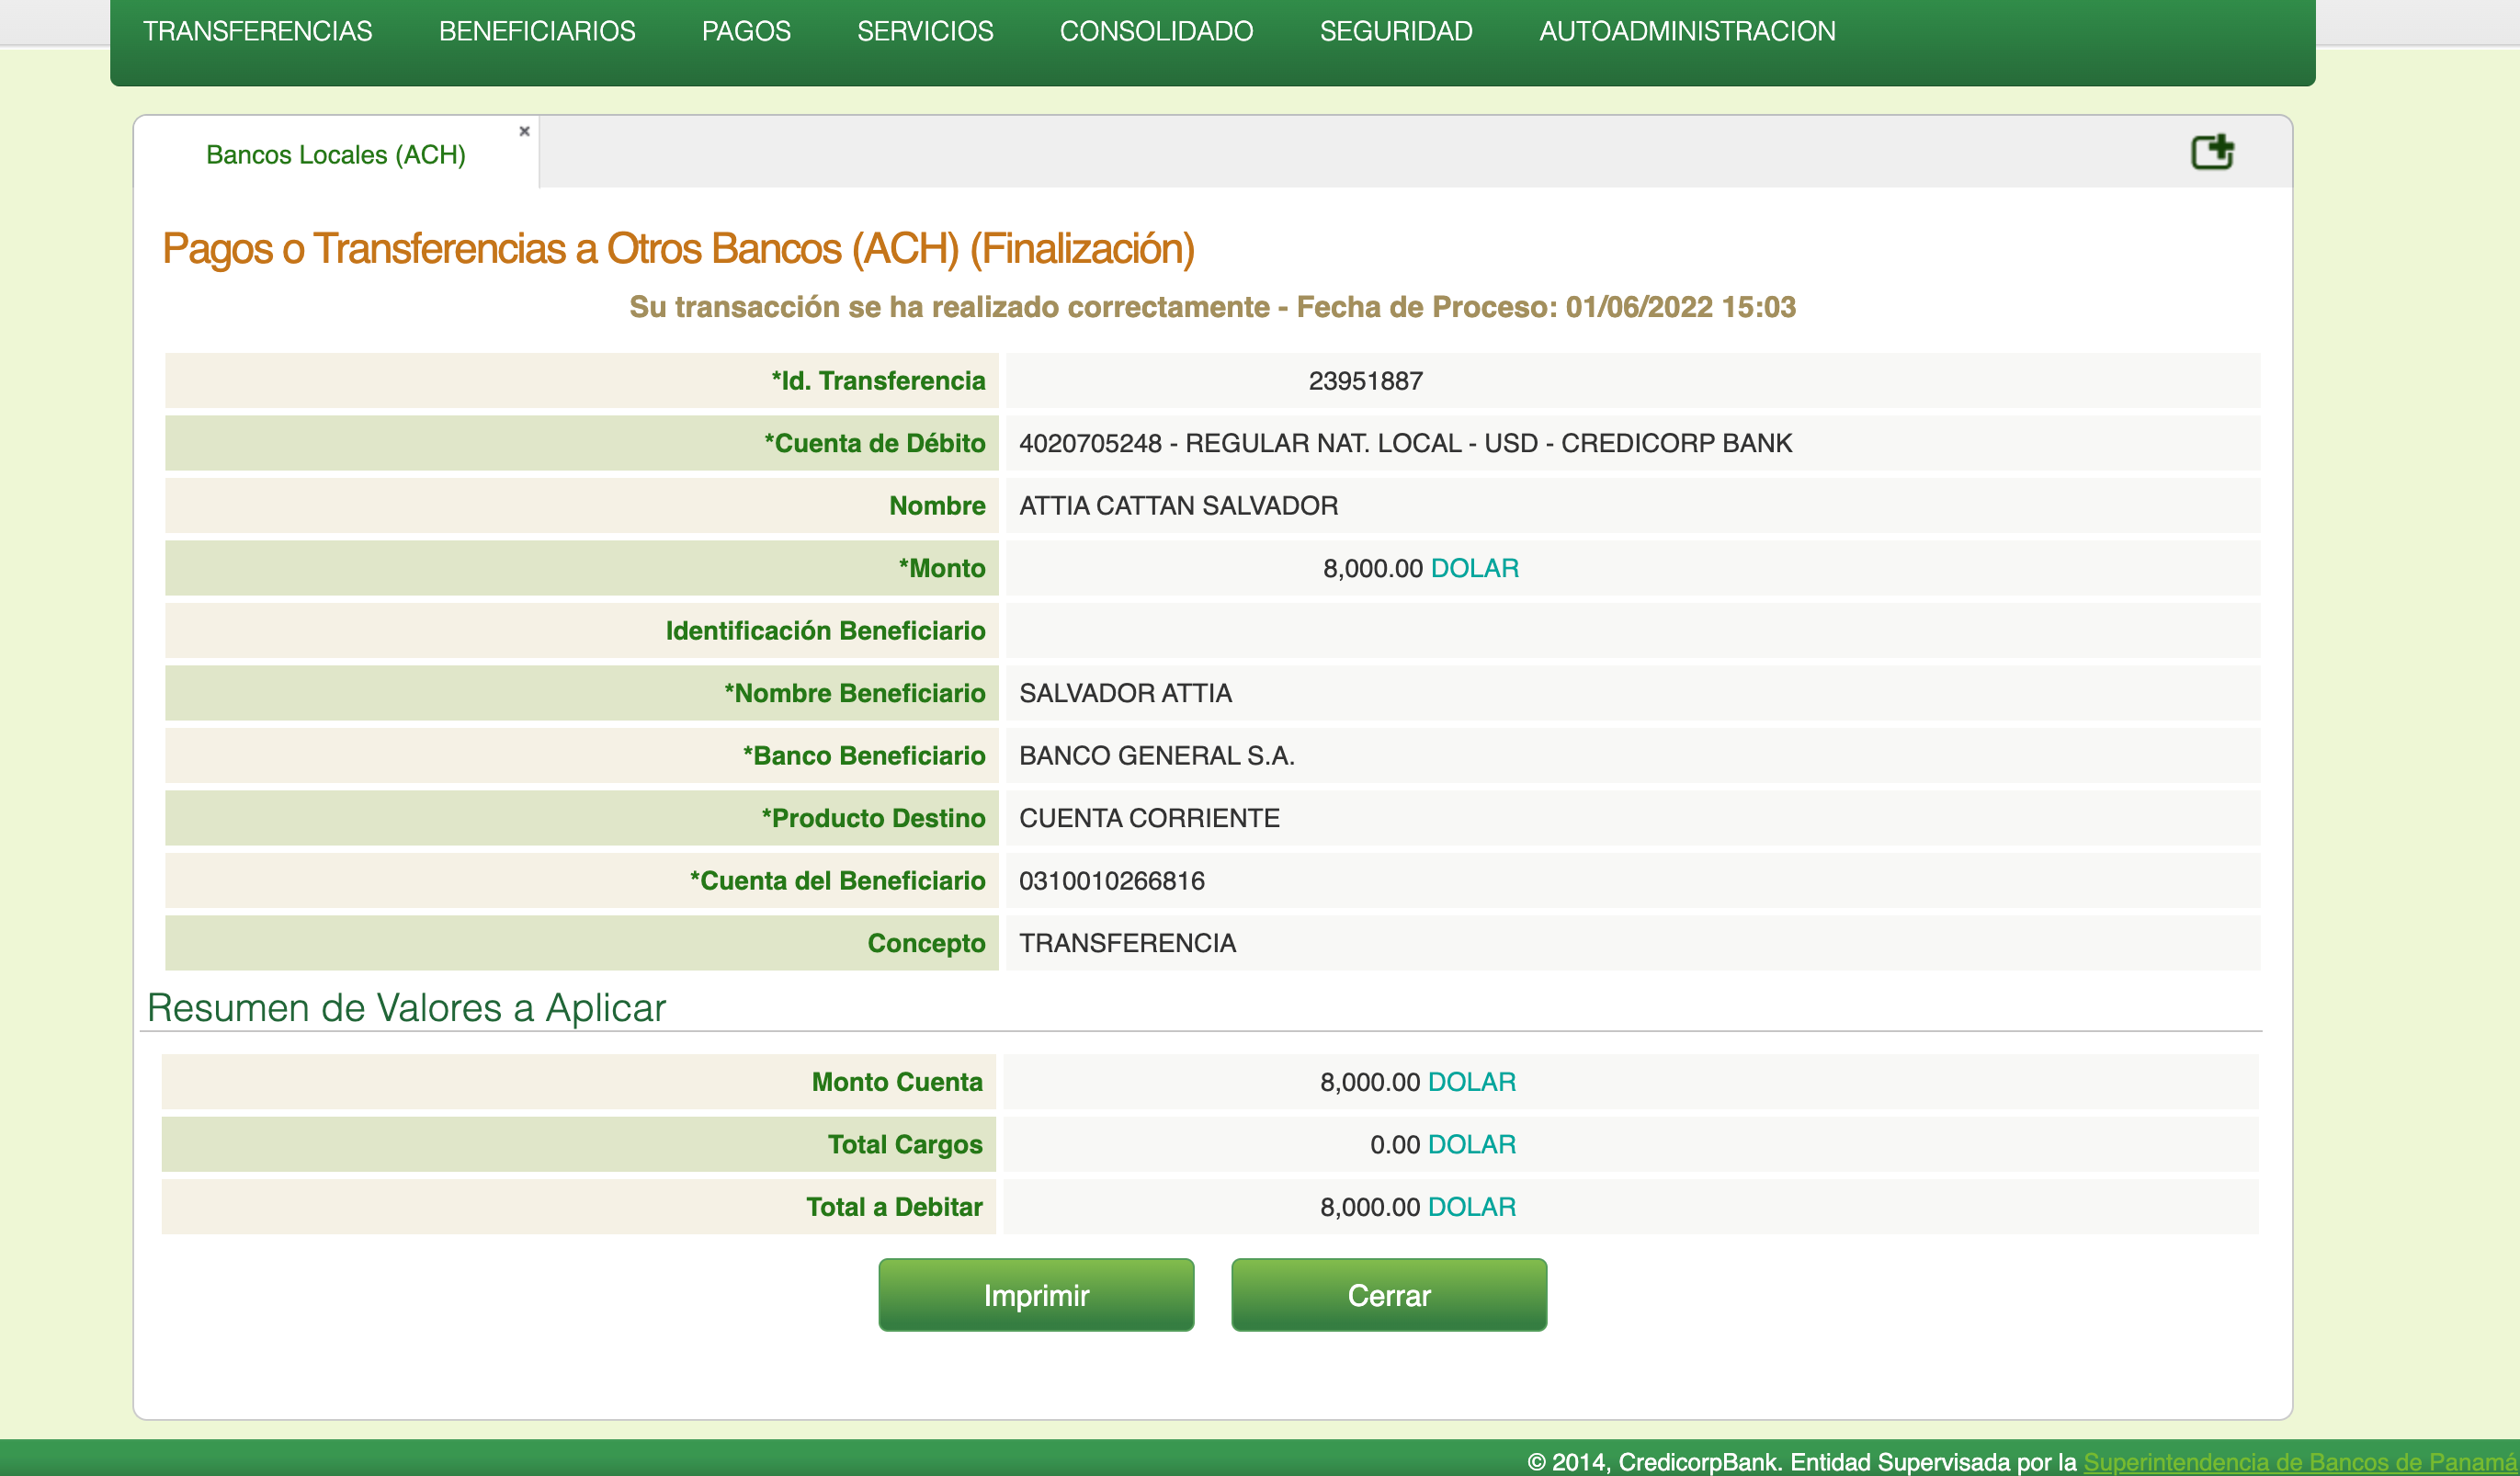 TRANSFERENCIAS BENEFICIARIOS PAGOS SERVICIOS CONSOLIDADO SEGURIDAD AUTOADMINISTRACION
Bancos Locales (ACH)
Pagos o Transferencias a Otros Bancos (ACH) (Finalización)
Su transacción se ha realizado correctamente - Fecha de Proceso: 01/06/2022 15:03
*Id. Transferencia 23951887
*Cuenta de Débito 4020705248 - REGULAR NAT. LOCAL - USD - CREDICORP BANK
Nombre ATTIA CATTAN SALVADOR
*Monto 8,000.00 DOLAR
Identificación Beneficiario
*Nombre Beneficiario SALVADOR ATTIA
*Banco Beneficiario BANCO GENERAL S.A.
*Producto Destino CUENTA CORRIENTE
*Cuenta del Beneficiario 0310010266816
Concepto TRANSFERENCIA
Resumen de Valores a Aplicar
Monto Cuenta 8,000.00 DOLAR
Total Cargos 0.00 DOLAR
Total a Debitar 8,000.00 DOLAR
Imprimir Cerrar
© 2014, CredicorpBank. Entidad Supervisada por la Superintendencia de Bancos de Panamá